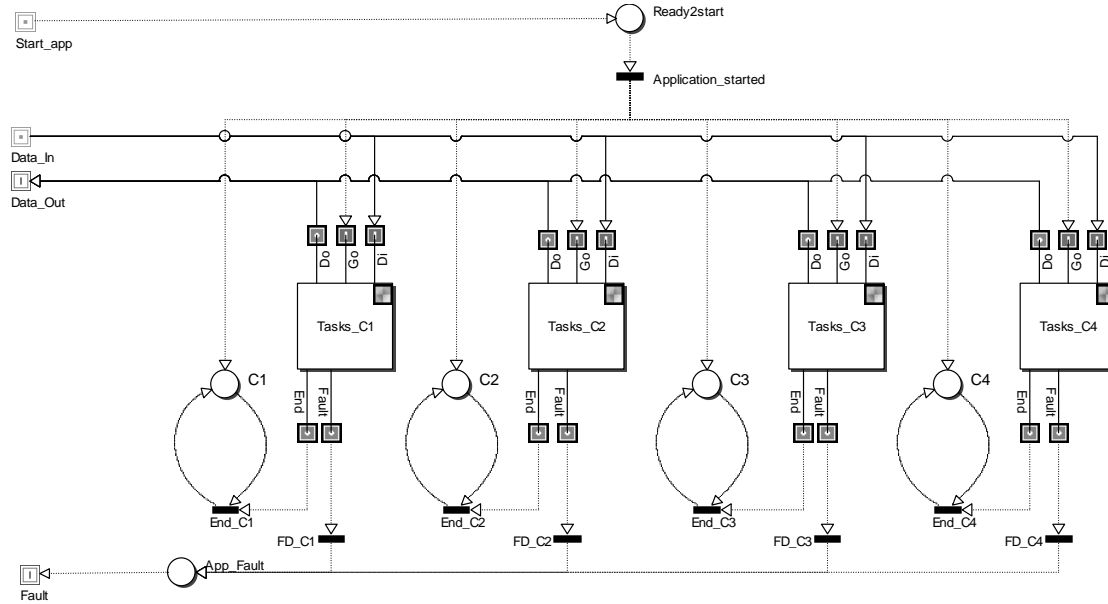 Ready2start
Start_app
Application_started
Data_In
Data_Out
Do Go Di Do Go Di Do Go Di Do Go Di
Tasks_C1 Tasks_C2 Tasks_C3 Tasks_C4
C1 C2 C3 C4
End Fault End Fault End Fault End Fault
End_C1 End_C2 End_C3 End_C4
FD_C1 FD_C2 FD_C3 FD_C4
App_Fault
Fault